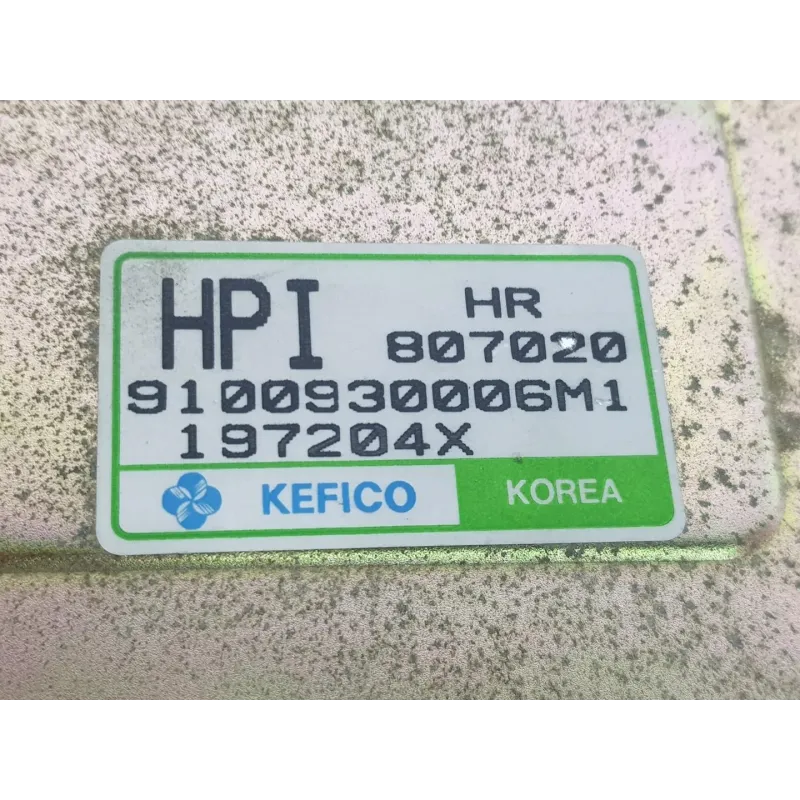 HPI HR
807020
9100930006M1
197204X
KEFICO KOREA